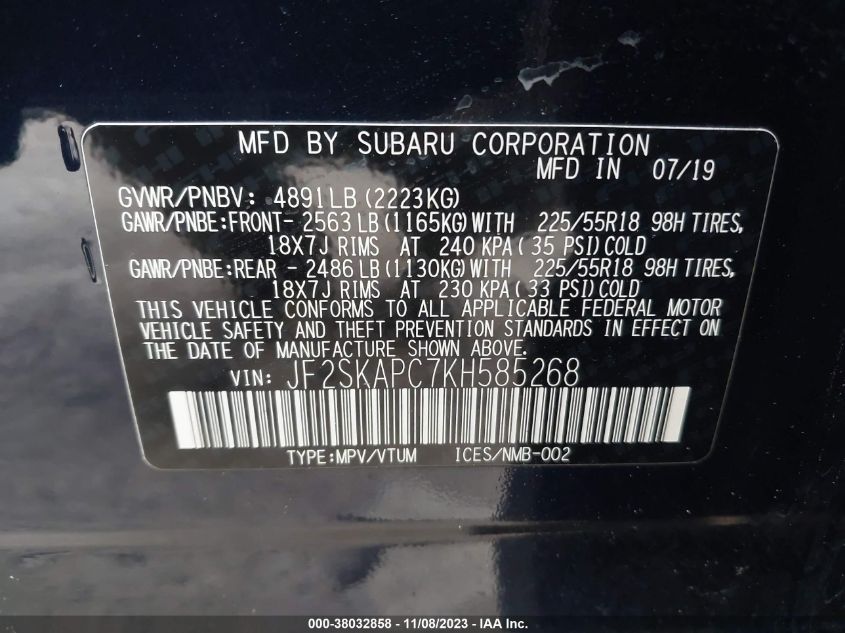 MFD BY SUBARU CORPORATION
MFD IN 07/19
GVWR/PNBV: 4891LB (2223KG)
GAWR/PNBE:FRONT- 2563 LB (1165KG) WITH 225/55R18 98H TIRES,
18X7J RIMS AT 240 KPA (35 PSI) COLD
GAWR/PNBE:REAR - 2486 LB (1130KG) WITH 225/55R18 98H TIRES,
18X7J RIMS AT 230 KPA (33 PSI) COLD
THIS VEHICLE CONFORMS TO ALL APPLICABLE FEDERAL MOTOR
VEHICLE SAFETY AND THEFT PREVENTION STANDARDS IN EFFECT ON
THE DATE OF MANUFACTURE SHOWN ABOVE.
VIN: JF2SKAPC7KH585268
TYPE:MPV/VTUM ICES/NMB-002
000-38032858 - 11/08/2023 - IAA Inc.